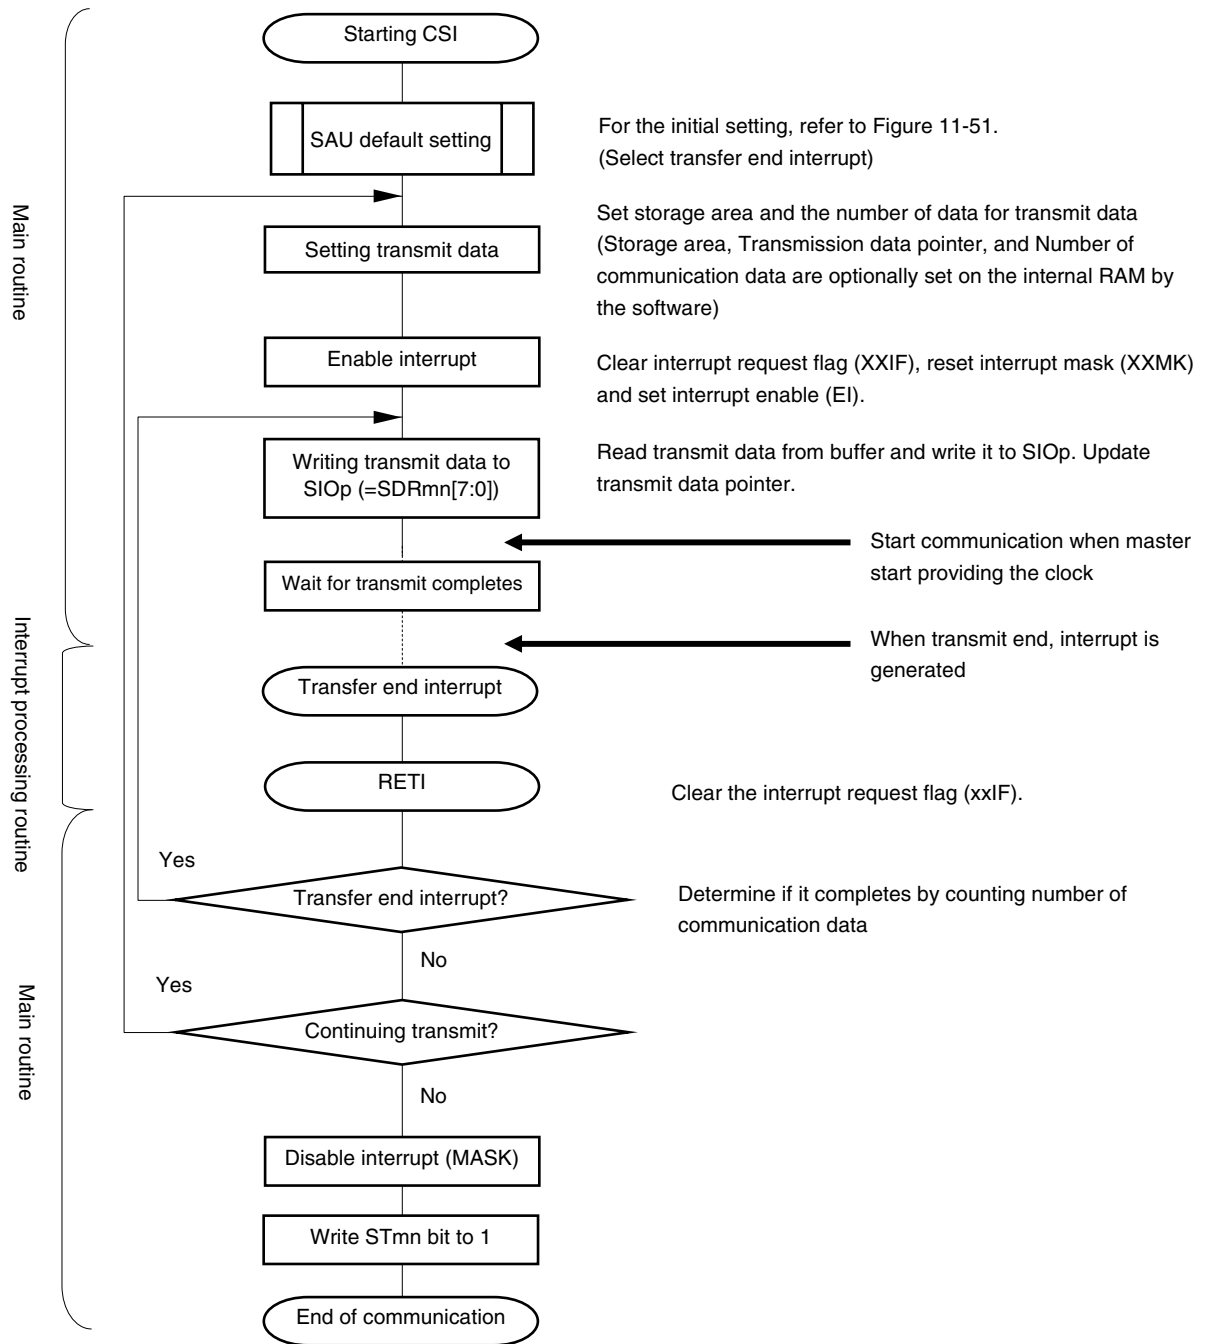 Starting CSI
SAU default setting
For the initial setting, refer to Figure 11-51.
(Select transfer end interrupt)
Main routine
Setting transmit data
Set storage area and the number of data for transmit data
(Storage area, Transmission data pointer, and Number of
communication data are optionally set on the internal RAM by
the software)
Enable interrupt
Clear interrupt request flag (XXIF), reset interrupt mask (XXMK)
and set interrupt enable (EI).
Writing transmit data to
SIOp (=SDRmn[7:0])
Read transmit data from buffer and write it to SIOp. Update
transmit data pointer.
Start communication when master
start providing the clock
Wait for transmit completes
When transmit end, interrupt is
generated
Interrupt processing routine
Transfer end interrupt
RETI
Clear the interrupt request flag (xxIF).
Yes
Transfer end interrupt?
Determine if it completes by counting number of
communication data
No
Yes
Continuing transmit?
Main routine
No
Disable interrupt (MASK)
Write STmn bit to 1
End of communication